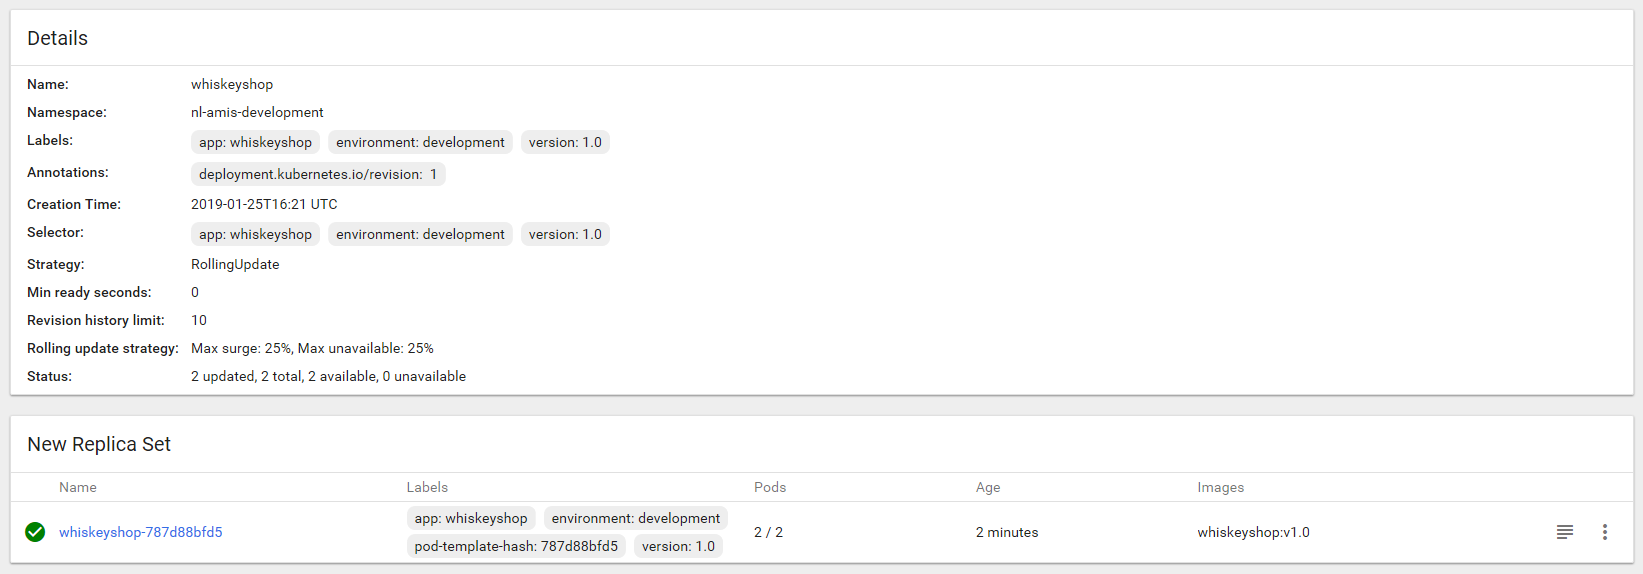 Details
Name: whiskeyshop
Namespace: nl-amis-development
Labels: app: whiskeyshop environment: development version: 1.0
Annotations: deployment.kubernetes.io/revision: 1
Creation Time: 2019-01-25T16:21 UTC
Selector: app: whiskeyshop environment: development version: 1.0
Strategy: RollingUpdate
Min ready seconds: 0
Revision history limit: 10
Rolling update strategy: Max surge: 25%, Max unavailable: 25%
Status: 2 updated, 2 total, 2 available, 0 unavailable
New Replica Set
Name Labels Pods Age Images
app: whiskeyshop environment: development
whiskeyshop-787d88bfd5 2 / 2 2 minutes whiskeyshop:v1.0
pod-template-hash: 787d88bfd5 version: 1.0